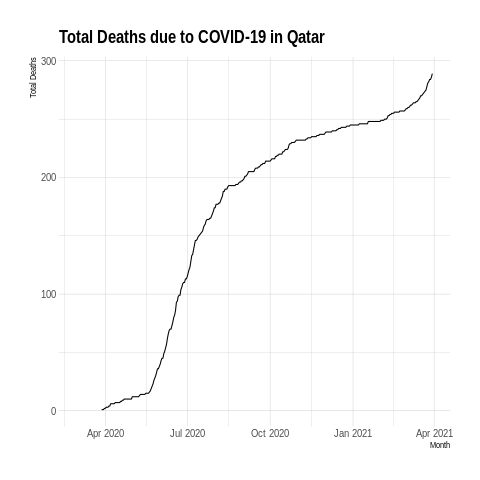 Total Deaths due to COVID-19 in Qatar
Total Deaths
300
200
100
0
Apr 2020 Jul 2020 Oct 2020 Jan 2021 Apr 2021
Month